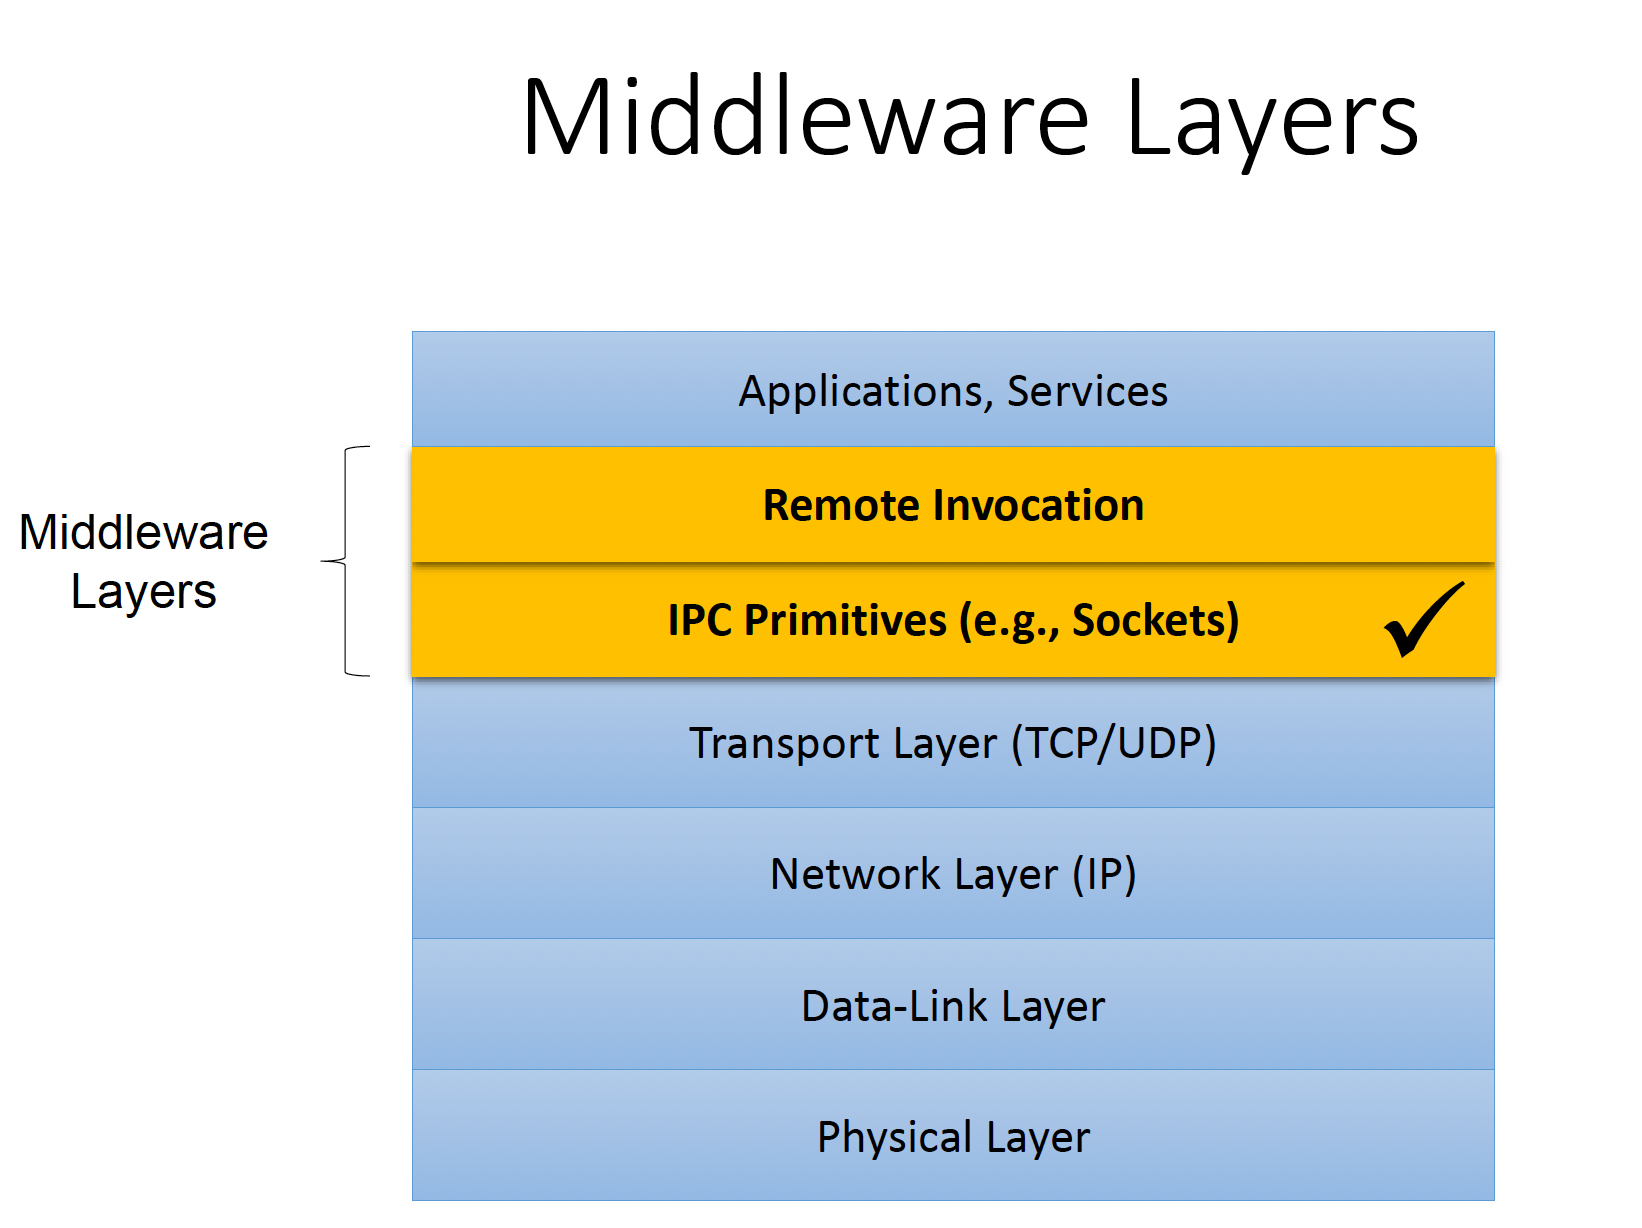 Middleware Layers
Applications, Services
Remote Invocation
Middleware
Layers
IPC Primitives (e.g., Sockets)
Transport Layer (TCP/UDP)
Network Layer (IP)
Data-Link Layer
Physical Layer